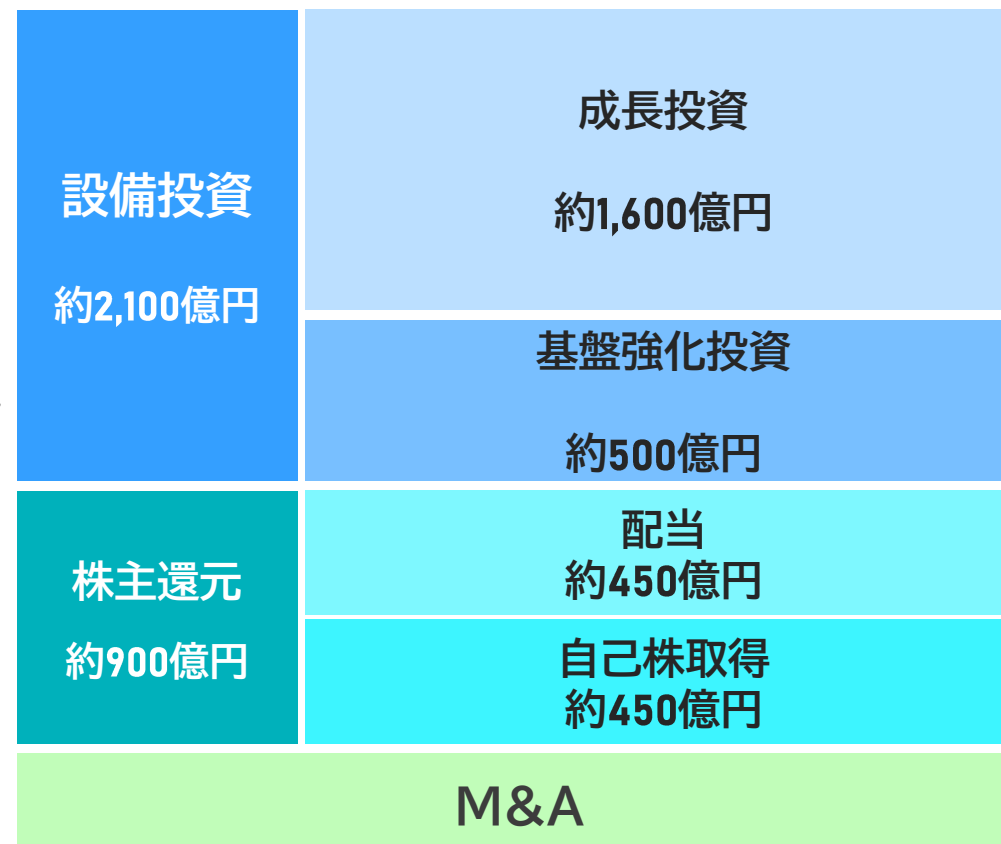 設備投資
約2,100億円
成長投資
約1,600億円
基盤強化投資
約500億円
株主還元
約900億円
配当
約450億円
自己株取得
約450億円
M&A